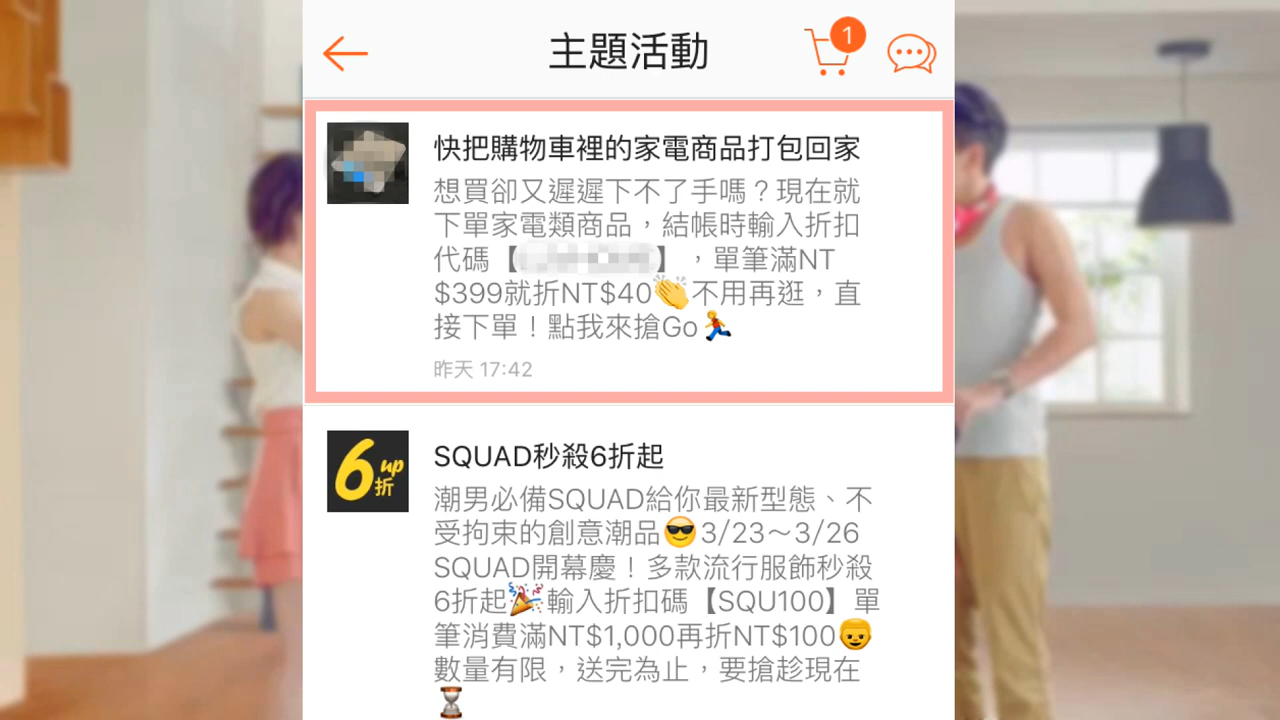 主題活動
1
快把購物車裡的家電商品打包回家
想買卻又遲遲下不了手嗎？現在就
下單家電類商品，結帳時輸入折扣
代碼【】，單筆滿NT
$399就折NT$40👏不用再逛，直
接下單！點我來搶Go🏃
昨天 17:42
6up
折
SQUAD秒殺6折起
潮男必備SQUAD給你最新型態、不
受拘束的創意潮品😎3/23～3/26
SQUAD開幕慶！多款流行服飾秒殺
6折起🎉輸入折扣碼【SQU100】單
筆消費滿NT$1,000再折NT$100👨
數量有限，送完為止，要搶趁現在
⏳